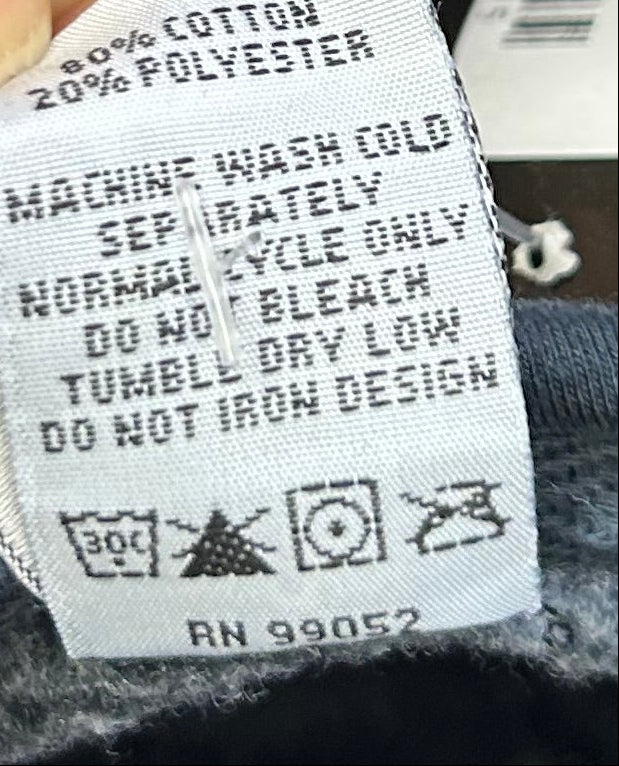 80% COTTON
20% POLYESTER
MACHINE WASH COLD
SEPARATELY
NORMAL CYCLE ONLY
DO NOT BLEACH
TUMBLE DRY LOW
DO NOT IRON DESIGN
30C
RN 99052